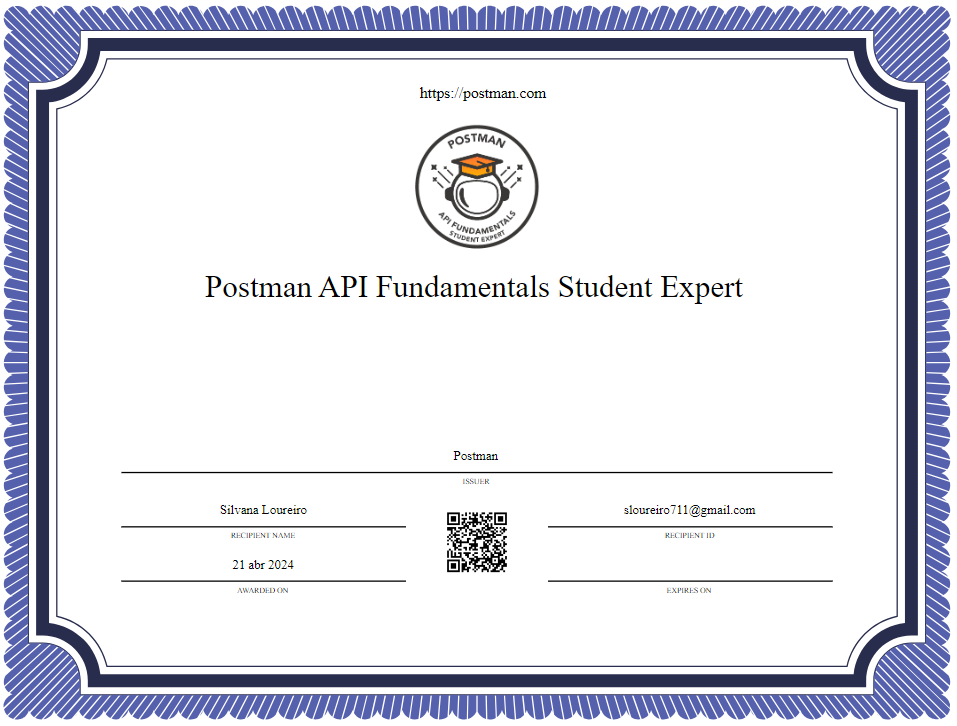 https://postman.com
POSTMAN
API FUNDAMENTALS
STUDENT EXPERT
Postman API Fundamentals Student Expert
Postman
ISSUER
Silvana Loureiro
RECIPIENT NAME
sloureiro711@gmail.com
RECIPIENT ID
21 abr 2024
AWARDED ON
EXPIRES ON